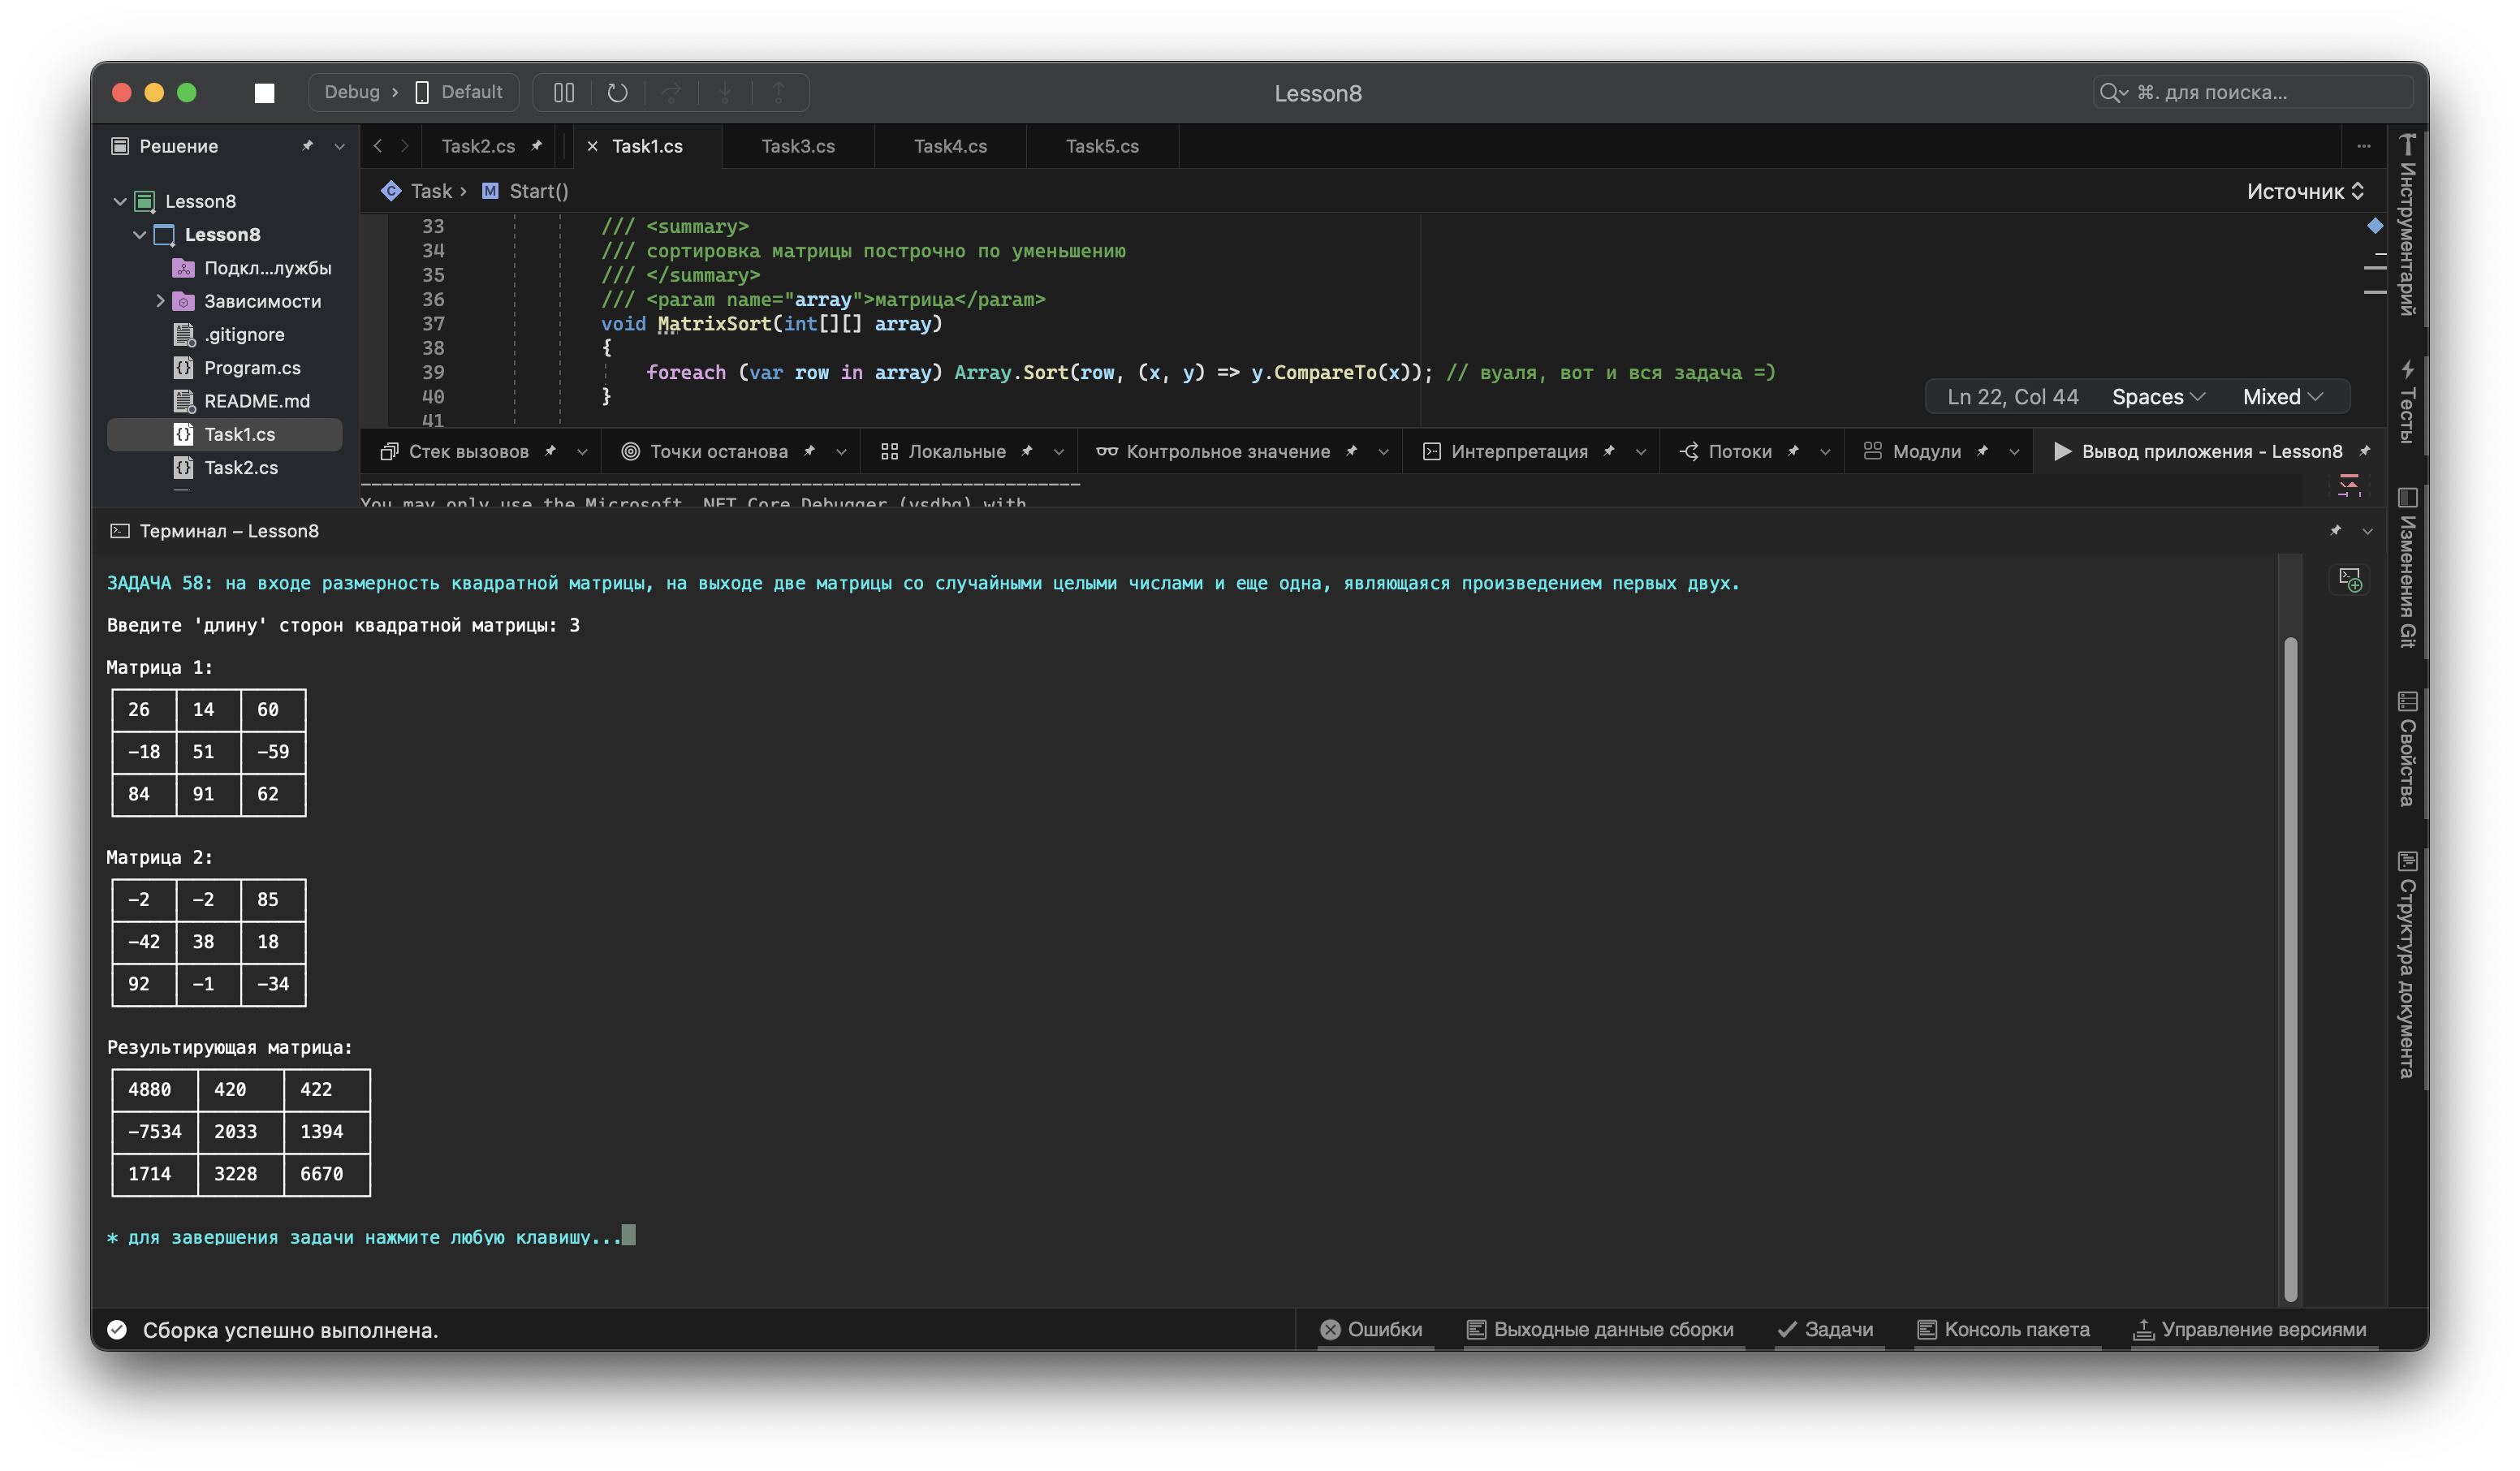 Debug › Default
Lesson8
⌘. для поиска...
Решение
Task2.cs
Task1.cs
Task3.cs
Task4.cs
Task5.cs
Task › M Start()
Источник
Lesson8
Lesson8
Подкл...лужбы
Зависимости
.gitignore
Program.cs
README.md
Task1.cs
Task2.cs
33 /// <summary>
34 /// сортировка матрицы построчно по уменьшению
35 /// </summary>
36 /// <param name="array">матрица</param>
37 void MatrixSort(int[][] array)
38 {
39 foreach (var row in array) Array.Sort(row, (x, y) => y.CompareTo(x)); // вуаля, вот и вся задача =)
40 }
41
Ln 22, Col 44 Spaces Mixed
Стек вызовов
Точки останова
Локальные
Контрольное значение
Интерпретация
Потоки
Модули
Вывод приложения - Lesson8
You may only use the Microsoft .NET Core Debugger (vsdbg) with
Терминал – Lesson8
ЗАДАЧА 58: на входе размерность квадратной матрицы, на выходе две матрицы со случайными целыми числами и еще одна, являющаяся произведением первых двух.
Введите 'длину' сторон квадратной матрицы: 3
Матрица 1:
26 14 60
-18 51 -59
84 91 62
Матрица 2:
-2 -2 85
-42 38 18
92 -1 -34
Результирующая матрица:
4880 420 422
-7534 2033 1394
1714 3228 6670
* для завершения задачи нажмите любую клавишу...
Инструментарий
Тесты
Изменения Git
Свойства
Структура документа
Сборка успешно выполнена.
Ошибки
Выходные данные сборки
Задачи
Консоль пакета
Управление версиями